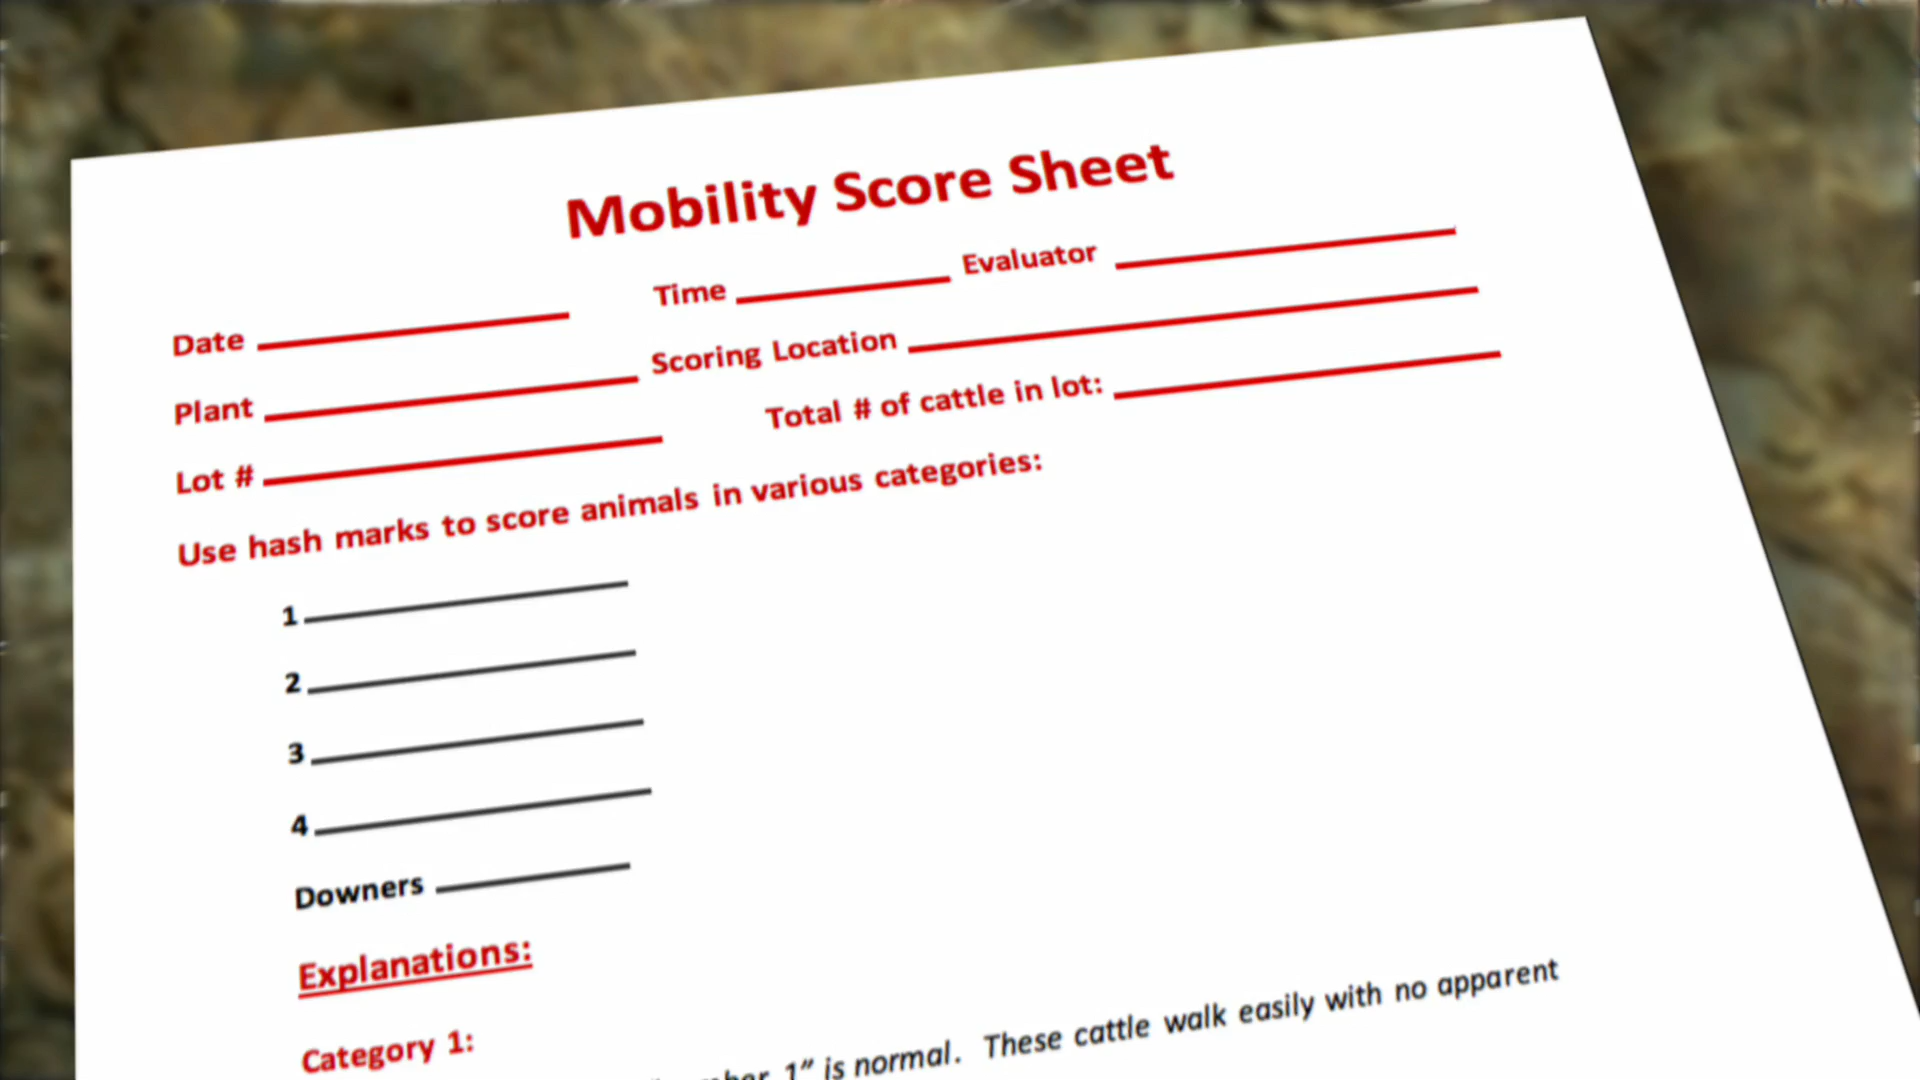 Mobility Score Sheet
Date Time Evaluator
Plant Scoring Location
Lot # Total # of cattle in lot:
Use hash marks to score animals in various categories:
1
2
3
4
Downers
Explanations:
Category 1:
1” is normal. These cattle walk easily with no apparent